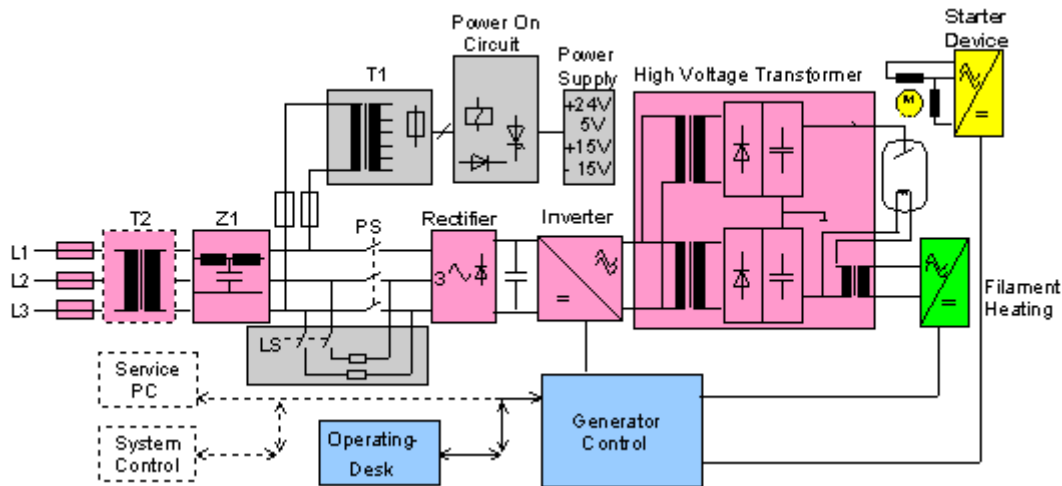 Power On
Circuit
Starter
Device
T1
Power
Supply
High Voltage Transformer
+24V
5V
+15V
- 15V
M
=
T2
Z1
PS
Rectifier
Inverter
L1
L2
L3
3
=
=
Filament
Heating
LS
Service
PC
System
Control
Operating-
Desk
Generator
Control